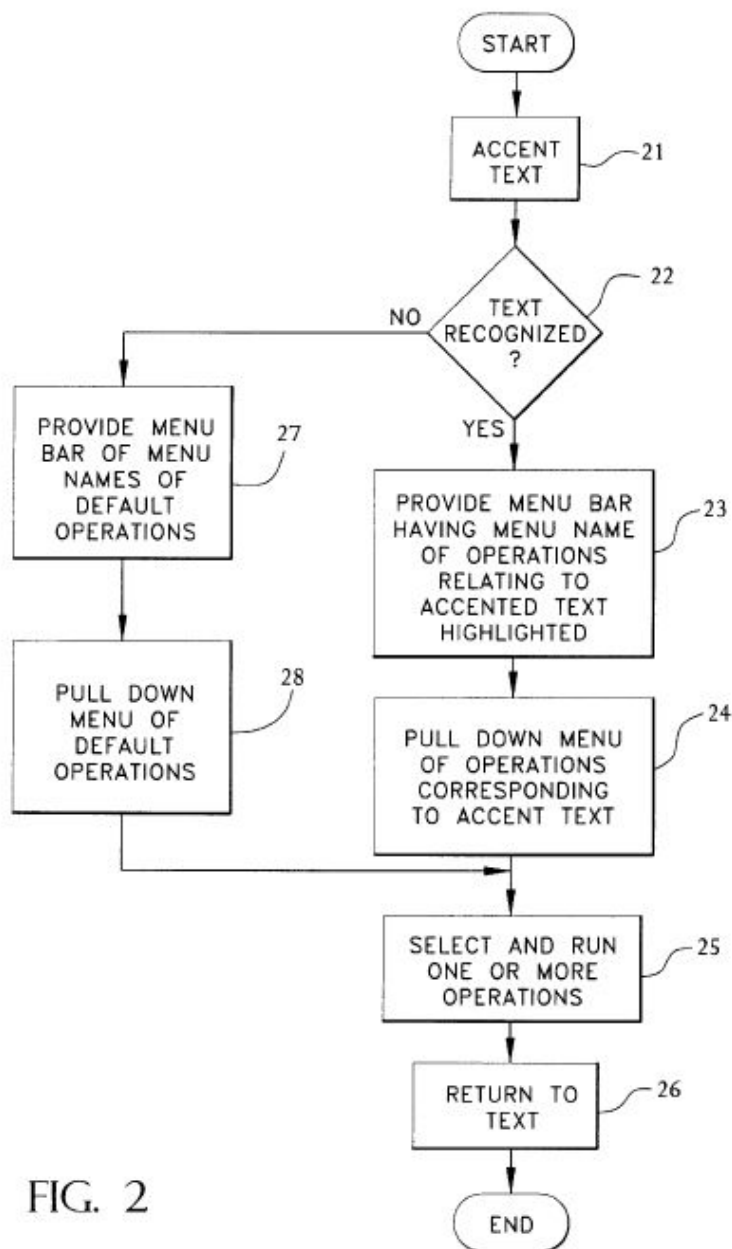 START
ACCENT
TEXT
21
TEXT
RECOGNIZED
?
22
NO
YES
PROVIDE MENU
BAR OF MENU
NAMES OF
DEFAULT
OPERATIONS
27
PROVIDE MENU BAR
HAVING MENU NAME
OF OPERATIONS
RELATING TO
ACCENTED TEXT
HIGHLIGHTED
23
PULL DOWN
MENU OF
DEFAULT
OPERATIONS
28
PULL DOWN MENU
OF OPERATIONS
CORRESPONDING
TO ACCENT TEXT
24
SELECT AND RUN
ONE OR MORE
OPERATIONS
25
RETURN TO
TEXT
26
END
FIG. 2